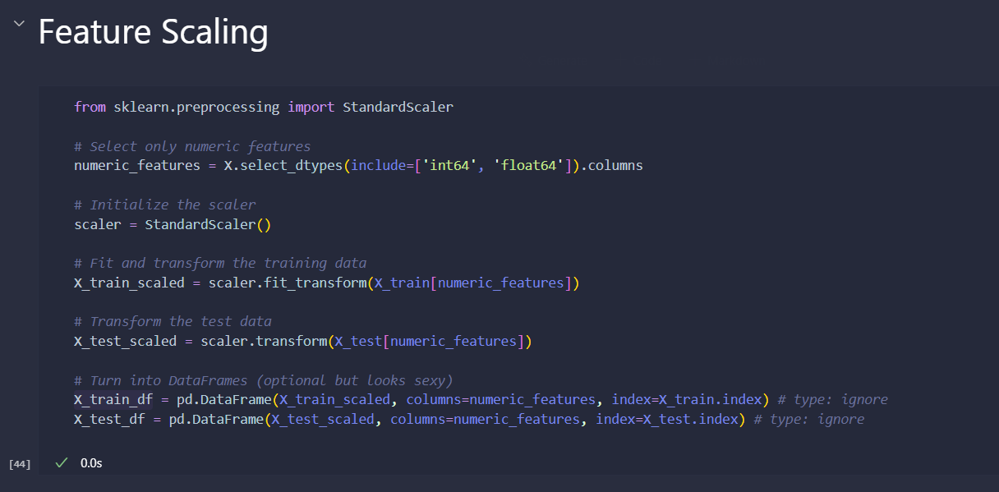 Feature Scaling
from sklearn.preprocessing import StandardScaler
# Select only numeric features
numeric_features = X.select_dtypes(include=['int64', 'float64']).columns
# Initialize the scaler
scaler = StandardScaler()
# Fit and transform the training data
X_train_scaled = scaler.fit_transform(X_train[numeric_features])
# Transform the test data
X_test_scaled = scaler.transform(X_test[numeric_features])
# Turn into DataFrames (optional but looks sexy)
X_train_df = pd.DataFrame(X_train_scaled, columns=numeric_features, index=X_train.index) # type: ignore
X_test_df = pd.DataFrame(X_test_scaled, columns=numeric_features, index=X_test.index) # type: ignore
[44] ✓ 0.0s